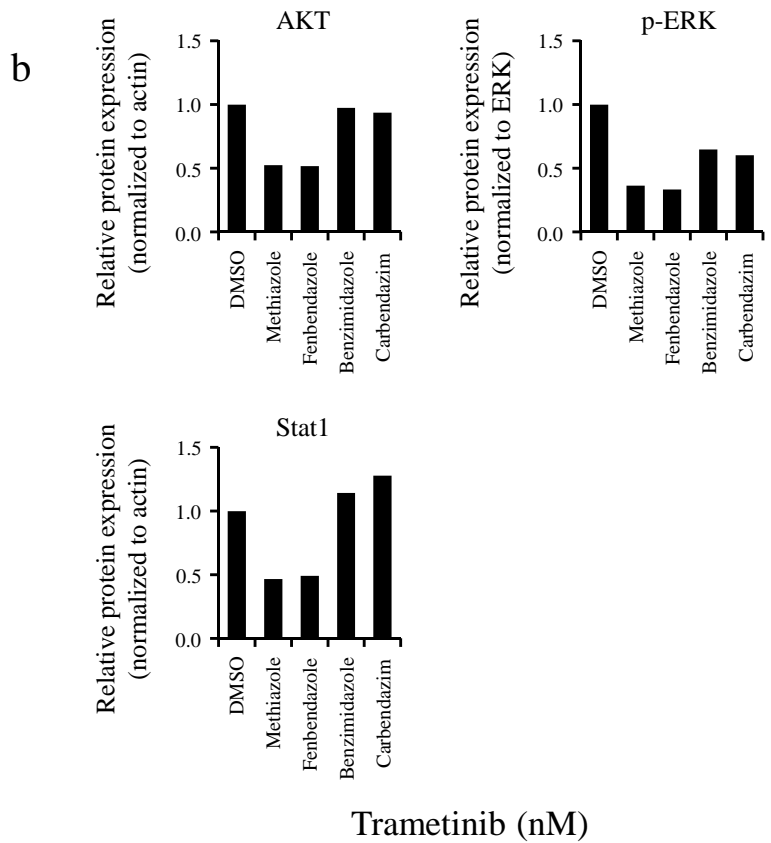 b
AKT
Relative protein expression
(normalized to actin)
1.5
1.0
0.5
0.0
DMSO
Methiazole
Fenbendazole
Benzimidazole
Carbendazim
p-ERK
Relative protein expression
(normalized to ERK)
1.5
1.0
0.5
0.0
DMSO
Methiazole
Fenbendazole
Benzimidazole
Carbendazim
Stat1
Relative protein expression
(normalized to actin)
1.5
1.0
0.5
0.0
DMSO
Methiazole
Fenbendazole
Benzimidazole
Carbendazim
Trametinib (nM)